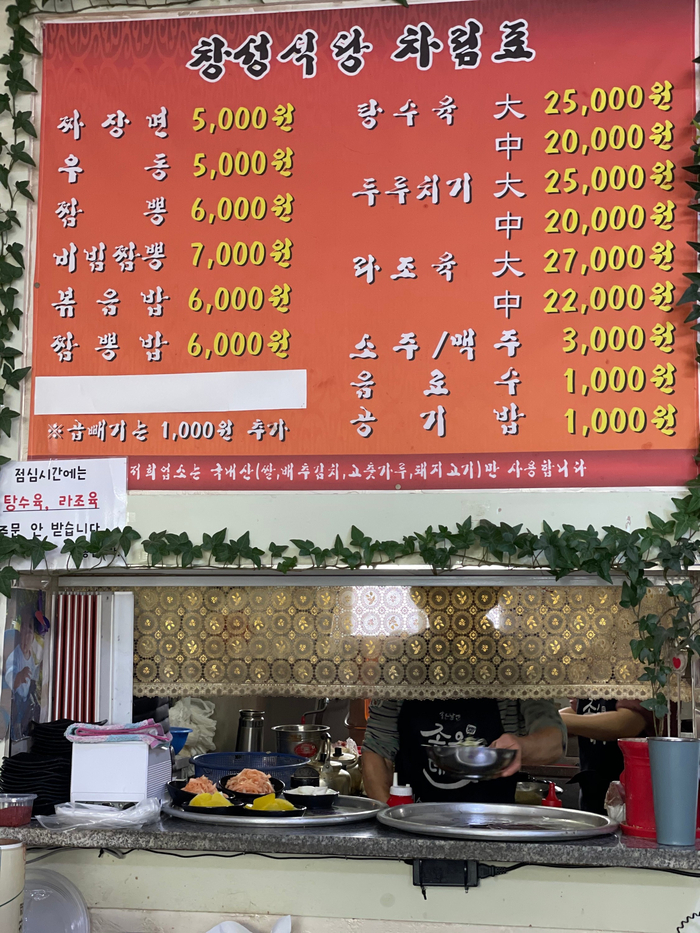 창성식당 차림표
짜장면 5,000원
우동 5,000원
짬뽕 6,000원
비빔짬뽕 7,000원
볶음밥 6,000원
짬뽕밥 6,000원
※곱빼기는 1,000원 추가
탕수육 大 25,000원
中 20,000원
두루치기 大 25,000원
中 20,000원
라조육 大 27,000원
中 22,000원
소주/맥주 3,000원
음료수 1,000원
공기밥 1,000원
저희업소는 국내산(쌀,배추김치,고춧가루,돼지고기)만 사용합니다
점심시간에는
탕수육, 라조육
주문 안 받습니다